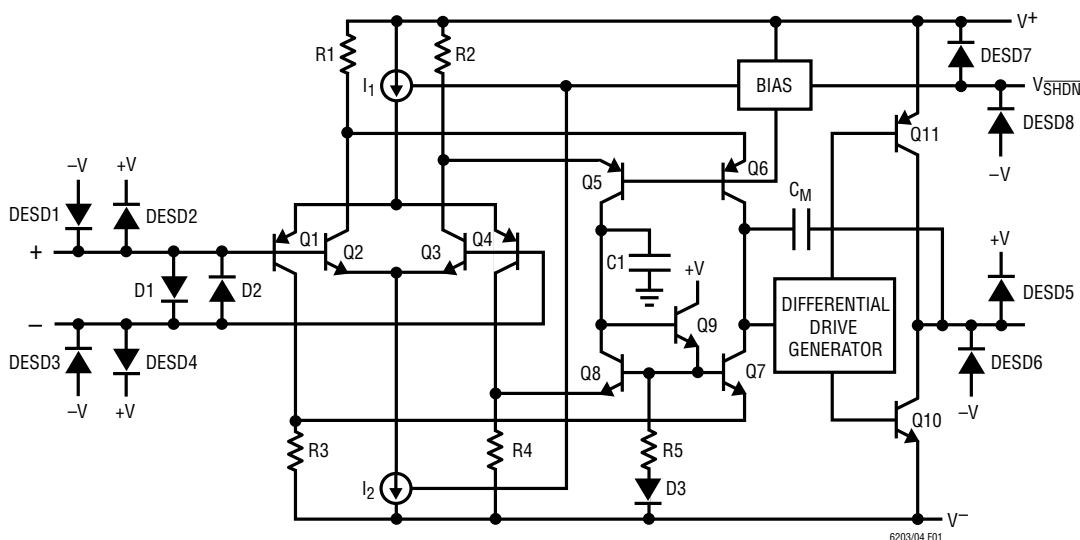 V+
R1
R2
DESD7
I1
BIAS
VSHDN
DESD8
Q11
–V
–V
+V
Q5
Q6
CM
DESD1
DESD2
+V
+
Q1
Q2
Q3
Q4
C1
+V
DESD5
D1
D2
DIFFERENTIAL
DRIVE
GENERATOR
–
Q9
DESD3
DESD4
Q8
Q7
DESD6
–V
+V
–V
Q10
R3
R4
R5
I2
D3
V–
6203/04 F01